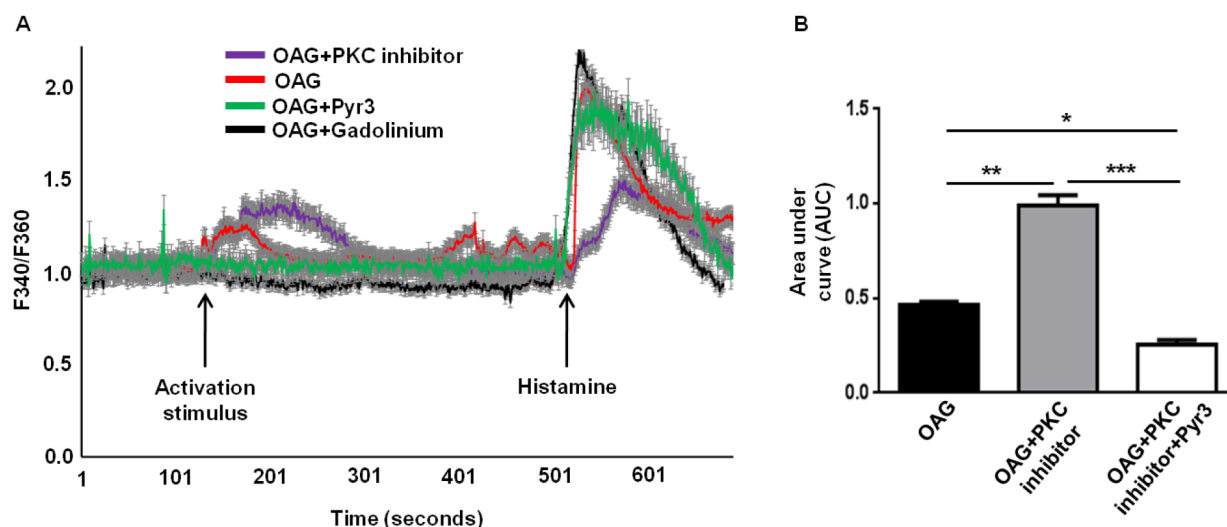 A
F340/F360
2.0
1.5
1.0
0.5
0.0
OAG+PKC inhibitor
OAG
OAG+Pyr3
OAG+Gadolinium
Activation
stimulus
Histamine
1
101
201
301
401
501
601
Time (seconds)
B
Area under
curve (AUC)
1.5
1.0
0.5
0.0
*
**
***
OAG
OAG+PKC
inhibitor
OAG+PKC
inhibitor+Pyr3